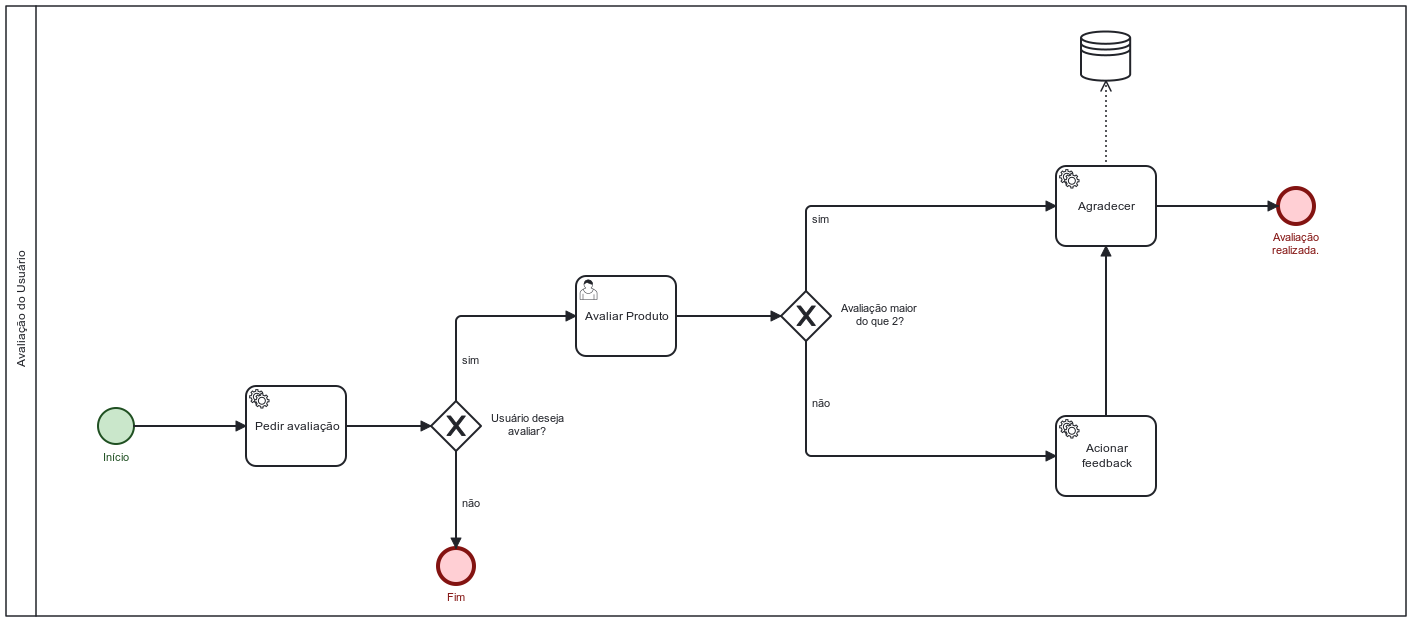 Avaliação do Usuário
Início
Pedir avaliação
Usuário deseja
avaliar?
sim
não
Fim
Avaliar Produto
Avaliação maior
do que 2?
sim
não
Agradecer
Acionar
feedback
Avaliação
realizada.